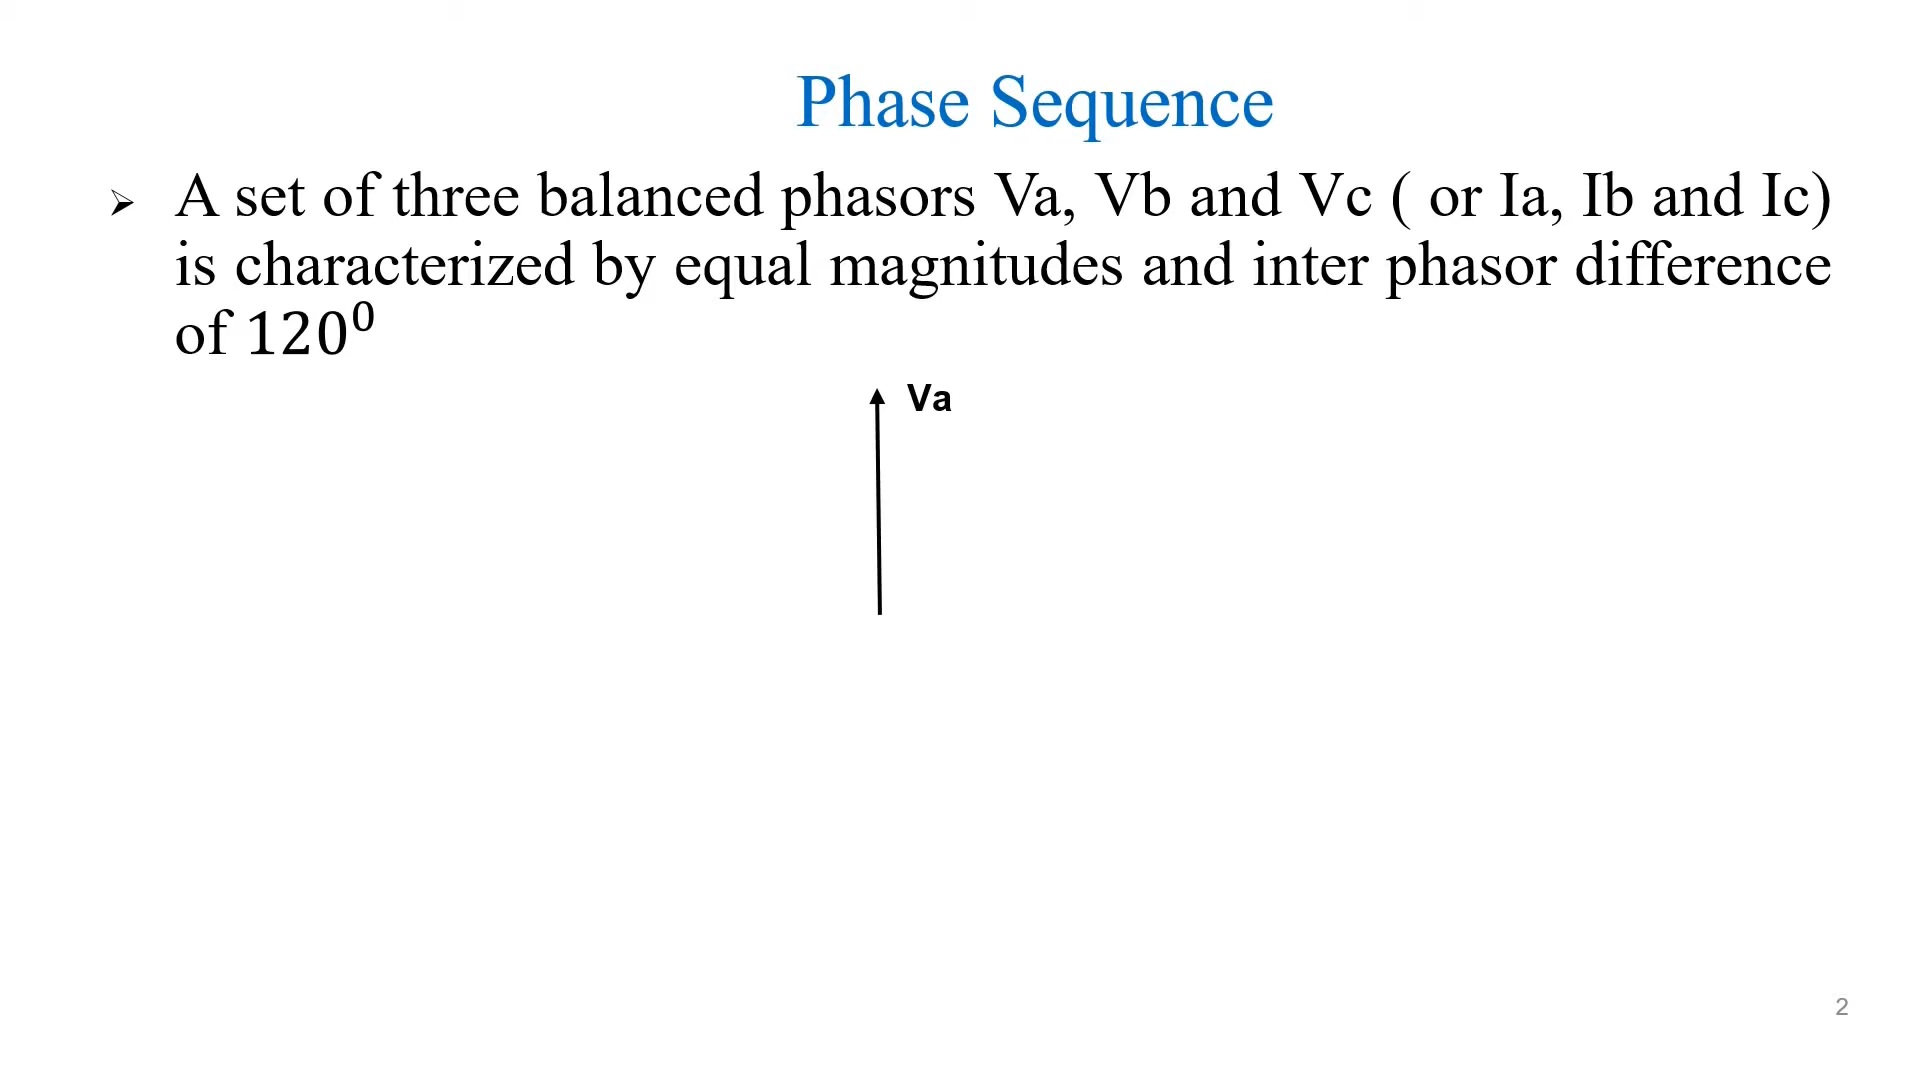 Phase Sequence
➢ A set of three balanced phasors Va, Vb and Vc ( or Ia, Ib and Ic)
is characterized by equal magnitudes and inter phasor difference
of 120⁰
Va
2